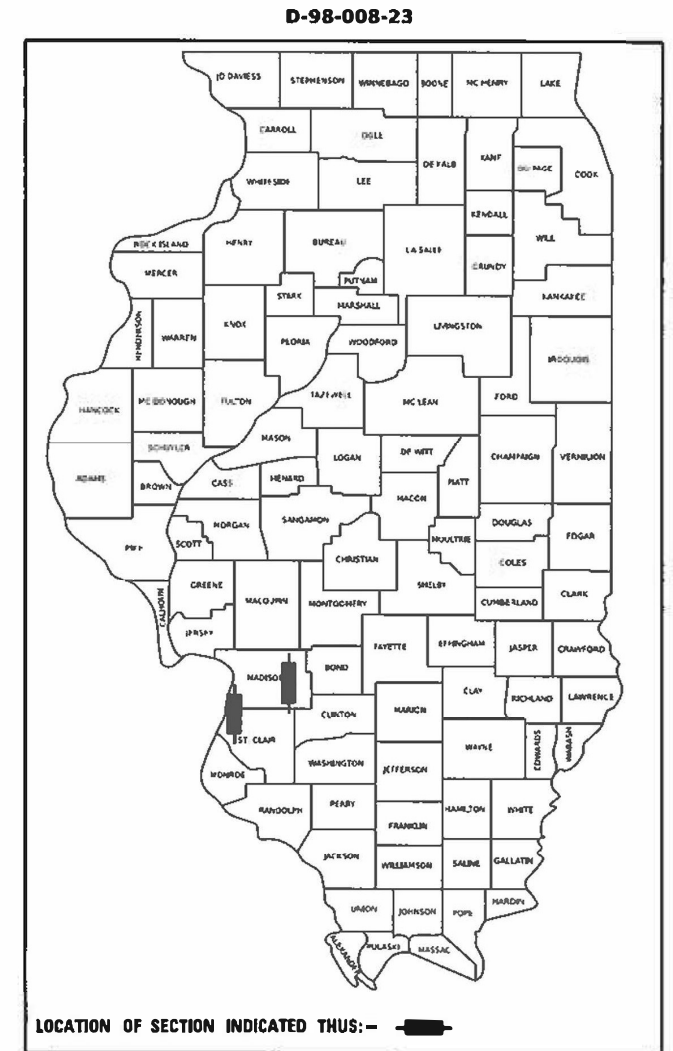 D-98-008-23
JO DAVIESS STEPHENSON WINNEBAGO BOONE MC HENRY LAKE
CARROLL OGLE
DE KALB KANE DU PAGE COOK
WHITESIDE LEE
KENDALL
ROCK ISLAND HENRY BUREAU LA SALLE WILL
GRUNDY
MERCER PUTNAM
STARK MARSHALL KANKAKEE
HENDERSON WARREN KNOX PEORIA WOODFORD LIVINGSTON
IROQUOIS
HANCOCK MC DONOUGH FULTON TAZEWELL MC LEAN FORD
MASON
SCHUYLER LOGAN DE WITT CHAMPAIGN VERMILION
ADAMS BROWN CASS MENARD PIATT
MACON
MORGAN SANGAMON DOUGLAS
PIKE SCOTT MOULTRIE EDGAR
CHRISTIAN COLES
GREENE SHELBY CLARK
CALHOUN MACOUPIN MONTGOMERY CUMBERLAND
JERSEY FAYETTE EFFINGHAM JASPER CRAWFORD
BOND
MADISON CLAY RICHLAND LAWRENCE
CLINTON MARION
ST. CLAIR WAYNE EDWARDS WABASH
MONROE WASHINGTON JEFFERSON
RANDOLPH PERRY HAMILTON WHITE
FRANKLIN
JACKSON WILLIAMSON SALINE GALLATIN
UNION JOHNSON POPE HARDIN
ALEXANDER PULASKI MASSAC
LOCATION OF SECTION INDICATED THUS:-